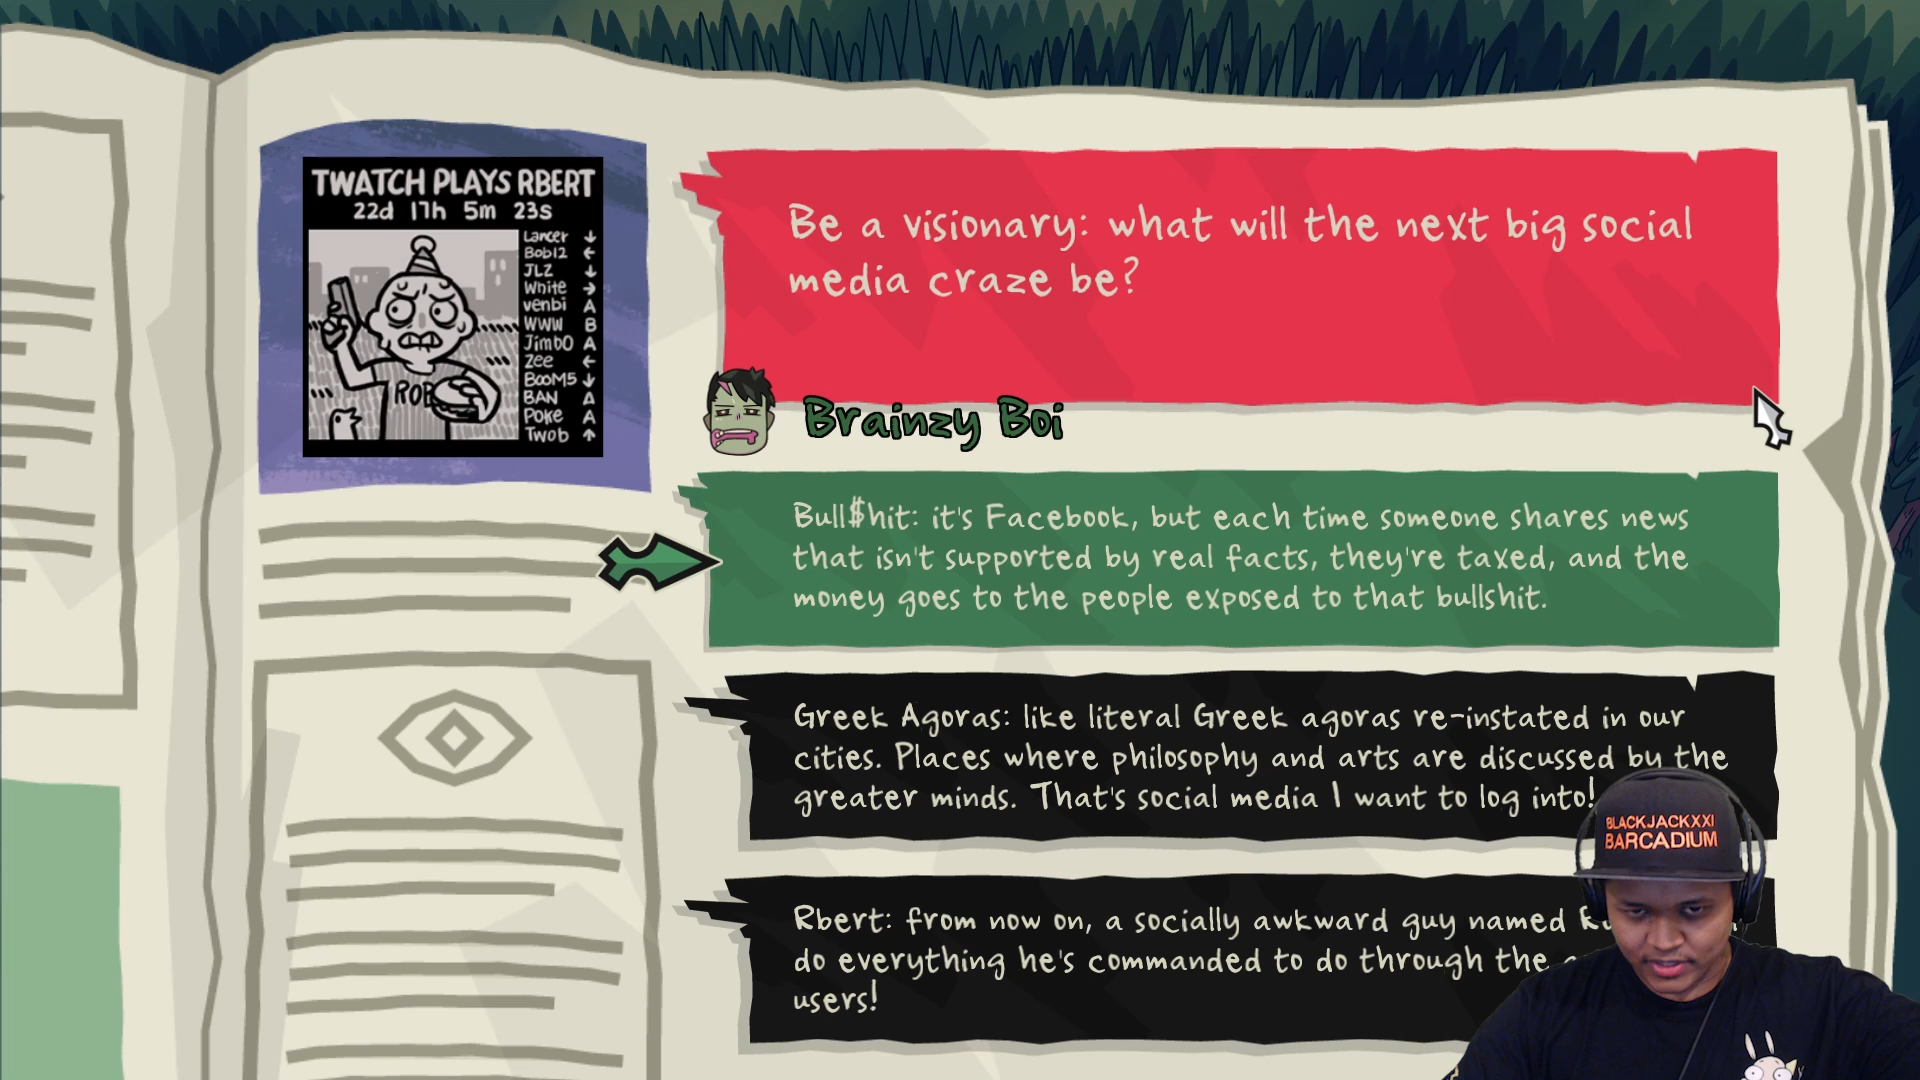 TWATCH PLAYS RBERT
22d 17h 5m 23s
Lancer ↓
Bob12 ←
JLZ ↓
White →
venbi A
WWW B
JimbO A
Zee ←
BOOM5 ↓
BAN A
Poke A
Twob ↑
ROB
Be a visionary: what will the next big social
media craze be?
Brainzy Boi
Bull$hit: it's Facebook, but each time someone shares news
that isn't supported by real facts, they're taxed, and the
money goes to the people exposed to that bullshit.
Greek Agoras: like literal Greek agoras re-instated in our
cities. Places where philosophy and arts are discussed by the
greater minds. That's social media I want to log into!
Rbert: from now on, a socially awkward guy named
do everything he's commanded to do through the
users!
BLACKJACKXXI
BARCADIUM